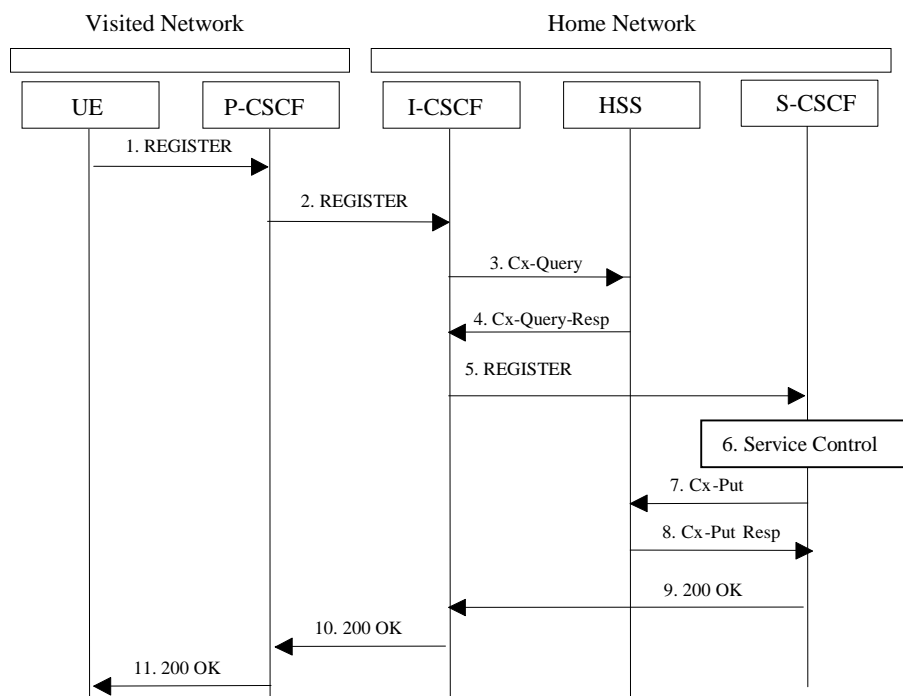 Visited Network
Home Network
UE
P-CSCF
I-CSCF
HSS
S-CSCF
1. REGISTER
2. REGISTER
3. Cx-Query
4. Cx-Query-Resp
5. REGISTER
6. Service Control
7. Cx-Put
8. Cx-Put Resp
9. 200 OK
10. 200 OK
11. 200 OK